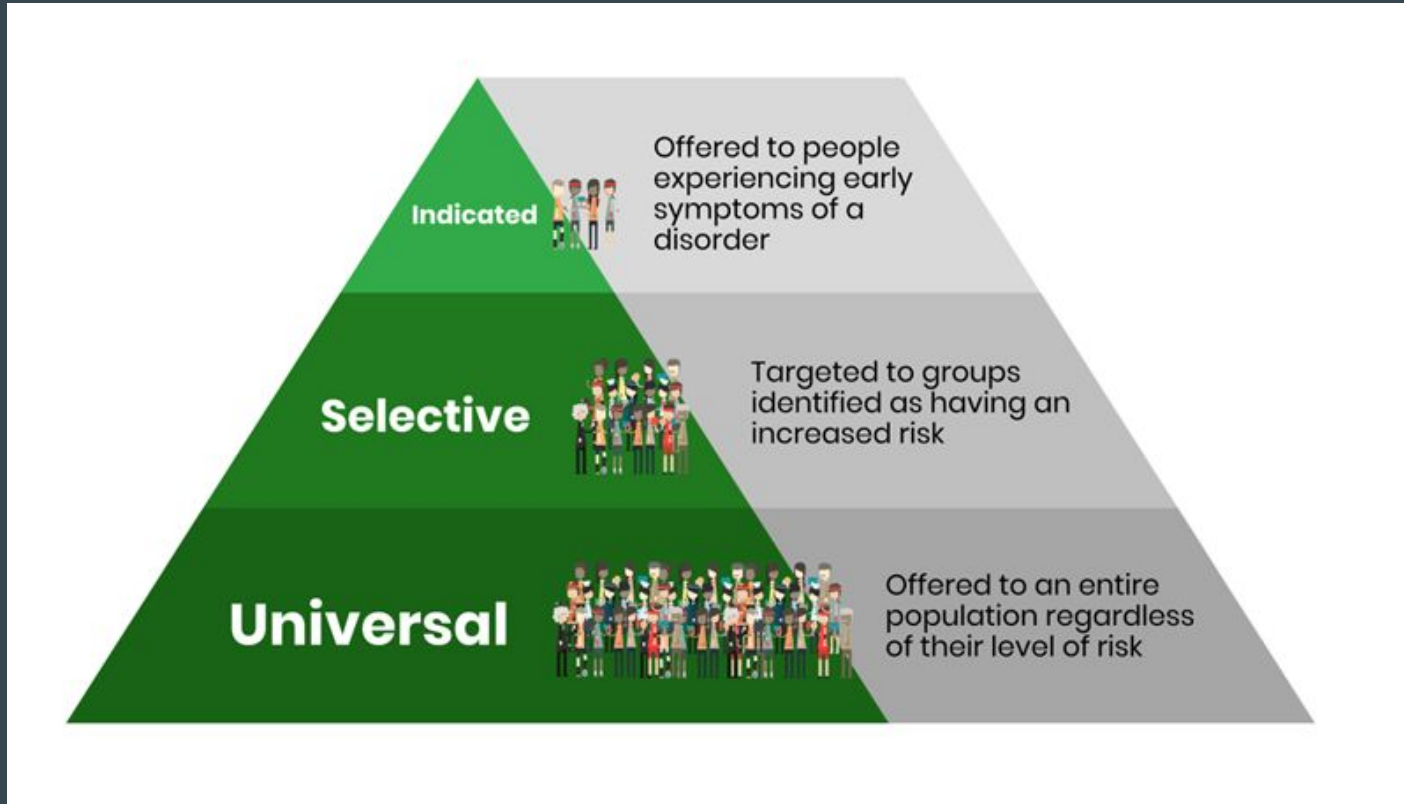 Indicated
Offered to people
experiencing early
symptoms of a
disorder
Selective
Targeted to groups
identified as having an
increased risk
Universal
Offered to an entire
population regardless
of their level of risk